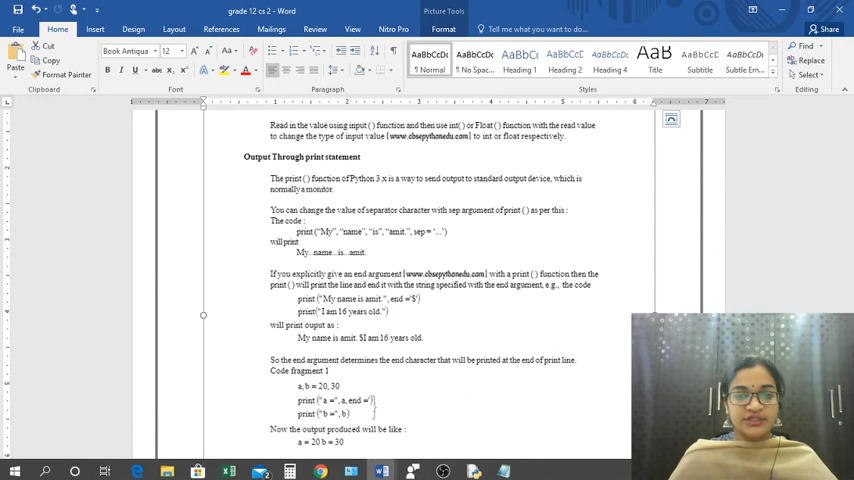 grade 12 cs 2 - Word
Picture Tools
File Home Insert Design Layout References Mailings Review View Nitro Pro Format Tell me what you want to do... Share
Paste
Cut
Copy
Format Painter
Book Antiqua 12
AaBbCcDc AaBbCcDc AaBbCc AaBbCcC AaBbCcDc AaB AaBbCcC AaBbCcDc
¶ Normal No Spac... Heading 1 Heading 2 Heading 4 Title Subtitle Subtle Em...
Find
Replace
Select
Clipboard Font Paragraph Styles Editing
Read in the value using input ( ) function and then use int() or Float ( ) function with the read value
to change the type of input value [www.cbsepythonedu.com] to int or float respectively.
Output Through print statement
The print ( ) function of Python 3.x is a way to send output to standard output device, which is
normally a monitor.
You can change the value of separator character with sep argument of print ( ) as per this :
The code :
print ("My", "name", "is", "amit.", sep = '...')
will print
My...name...is...amit.
If you explicitly give an end argument [www.cbsepythonedu.com] with a print ( ) function then the
print ( ) will print the line and end it with the string specified with the end argument, e.g., the code
print ("My name is amit.", end ='$')
print("I am 16 years old.")
will print ouput as :
My name is amit. $I am 16 years old.
So the end argument determines the end character that will be printed at the end of print line.
Code fragment 1
a, b = 20, 30
print ("a =", a, end =' ')
print ("b =", b)
Now the output produced will be like :
a = 20 b = 30